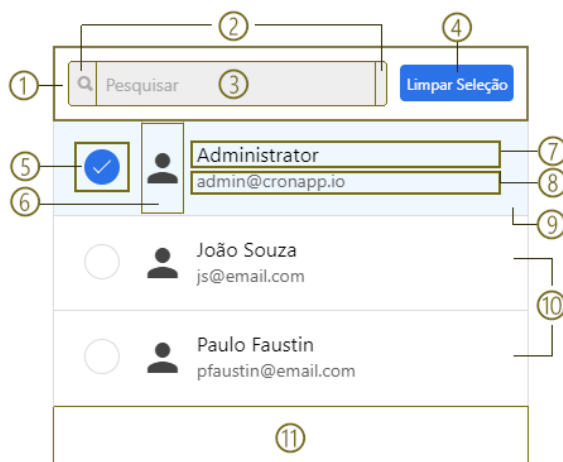 ②
④
① Pesquisar ③ Limpar Seleção
Administrator ⑦
⑤
admin@cronapp.io ⑧
⑥
⑨
João Souza
js@email.com
⑩
Paulo Faustin
pfaustin@email.com
⑪